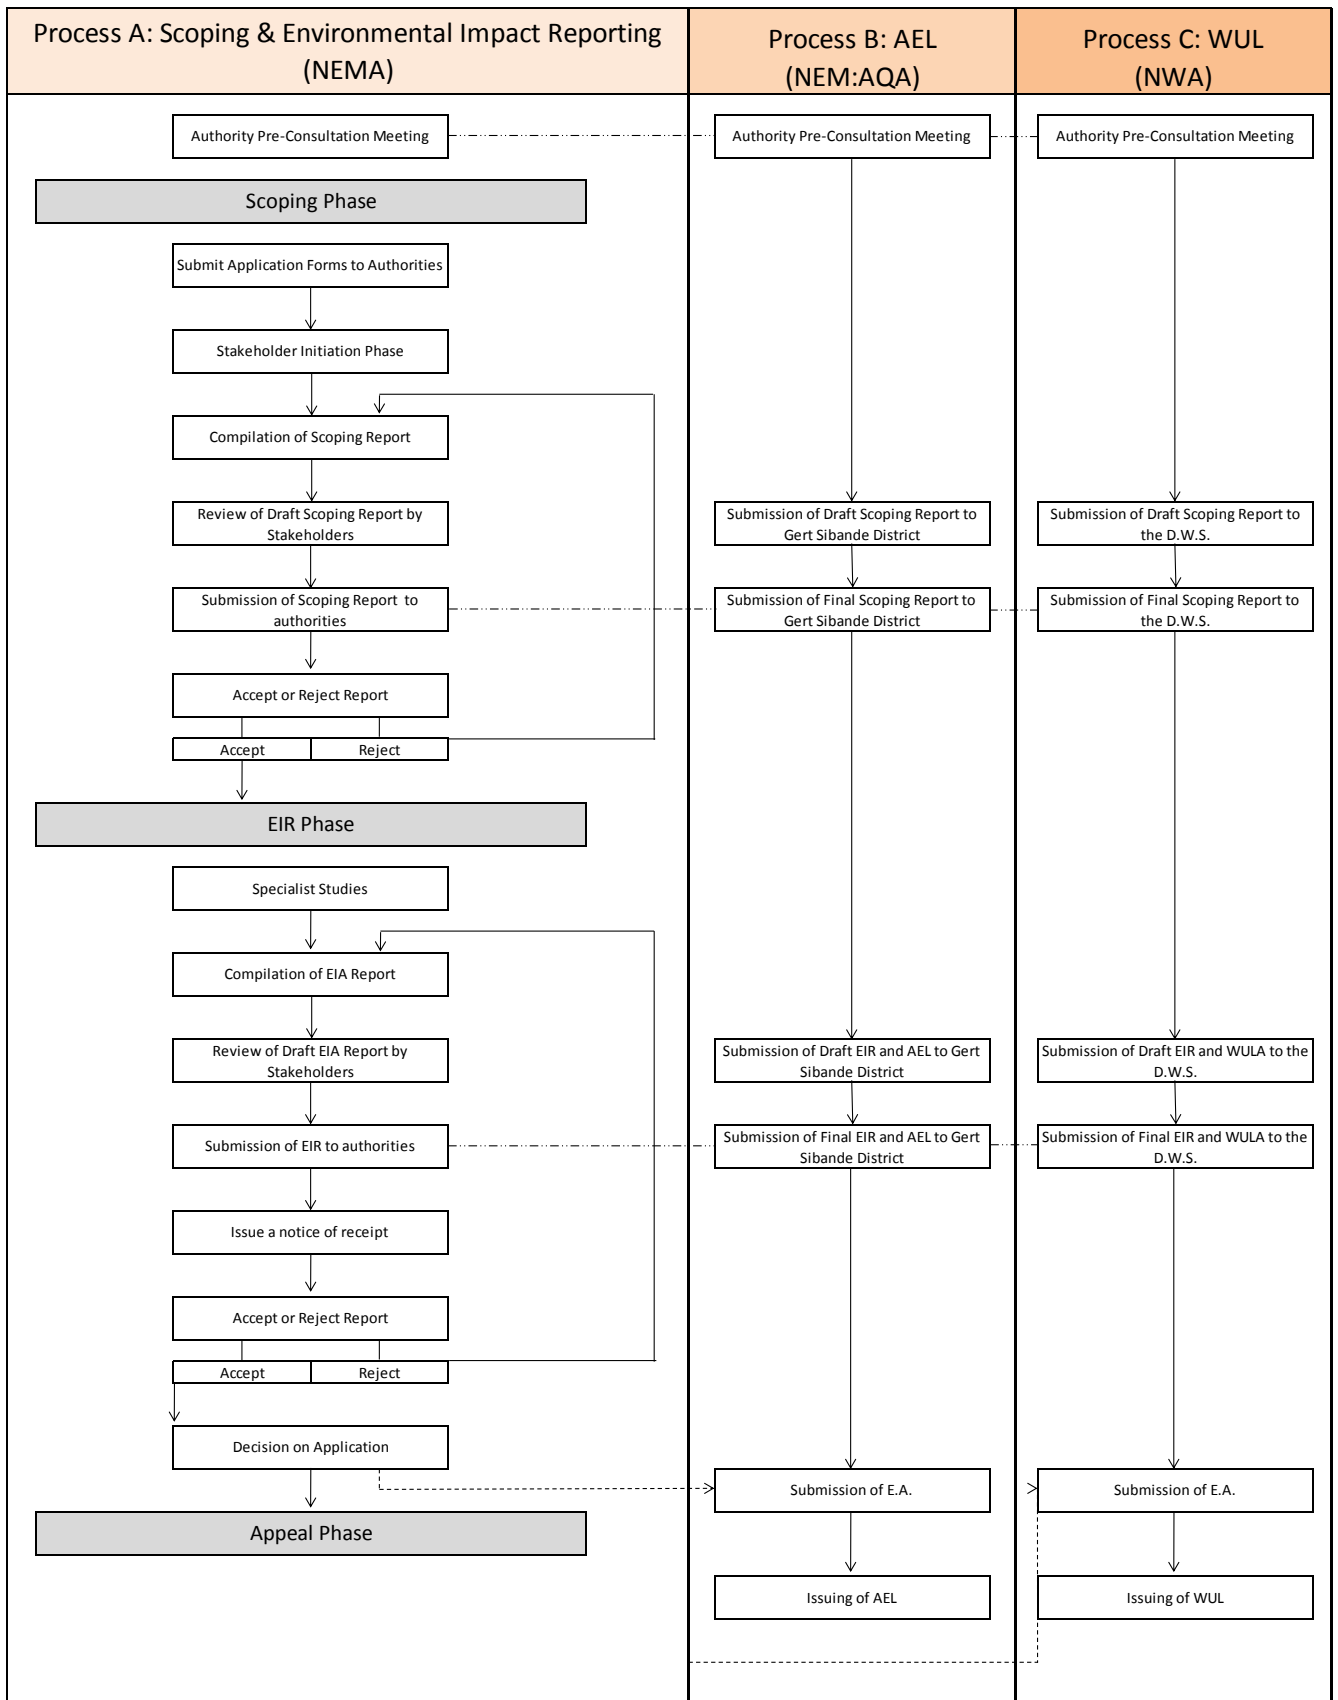 Process A: Scoping & Environmental Impact Reporting
(NEMA)
Process B: AEL
(NEM:AQA)
Process C: WUL
(NWA)
Authority Pre-Consultation Meeting
Authority Pre-Consultation Meeting
Authority Pre-Consultation Meeting
Scoping Phase
Submit Application Forms to Authorities
Stakeholder Initiation Phase
Compilation of Scoping Report
Review of Draft Scoping Report by
Stakeholders
Submission of Draft Scoping Report to
Gert Sibande District
Submission of Draft Scoping Report to
the D.W.S.
Submission of Scoping Report to
authorities
Submission of Final Scoping Report to
Gert Sibande District
Submission of Final Scoping Report to
the D.W.S.
Accept or Reject Report
Accept
Reject
EIR Phase
Specialist Studies
Compilation of EIA Report
Review of Draft EIA Report by
Stakeholders
Submission of Draft EIR and AEL to Gert
Sibande District
Submission of Draft EIR and WULA to the
D.W.S.
Submission of EIR to authorities
Submission of Final EIR and AEL to Gert
Sibande District
Submission of Final EIR and WULA to the
D.W.S.
Issue a notice of receipt
Accept or Reject Report
Accept
Reject
Decision on Application
Submission of E.A.
Submission of E.A.
Appeal Phase
Issuing of AEL
Issuing of WUL